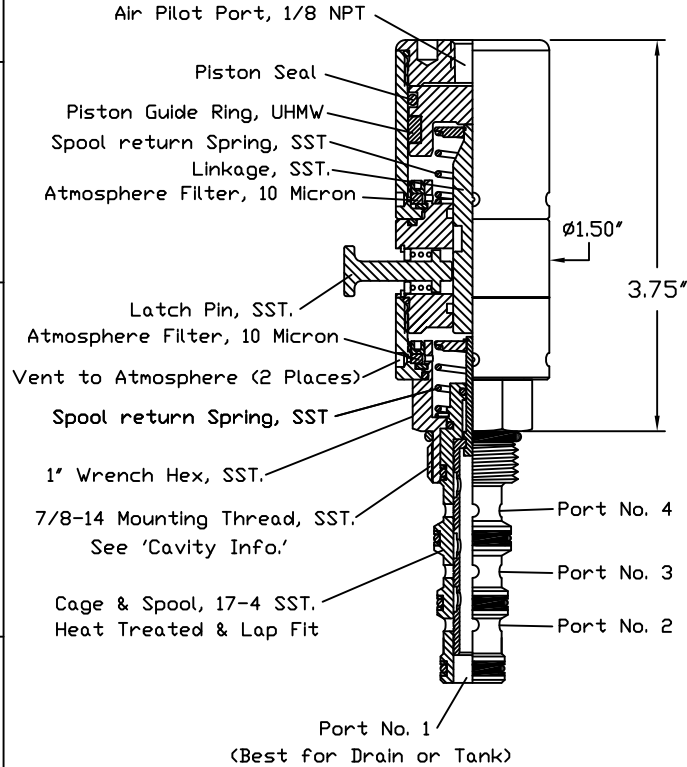 Air Pilot Port, 1/8 NPT
Piston Seal
Piston Guide Ring, UHMW
Spool return Spring, SST
Linkage, SST.
Atmosphere Filter, 10 Micron
Ø1.50"
3.75"
Latch Pin, SST.
Atmosphere Filter, 10 Micron
Vent to Atmosphere (2 Places)
Spool return Spring, SST
1" Wrench Hex, SST.
7/8-14 Mounting Thread, SST.
See 'Cavity Info.'
Port No. 4
Port No. 3
Cage & Spool, 17-4 SST.
Heat Treated & Lap Fit
Port No. 2
Port No. 1
(Best for Drain or Tank)